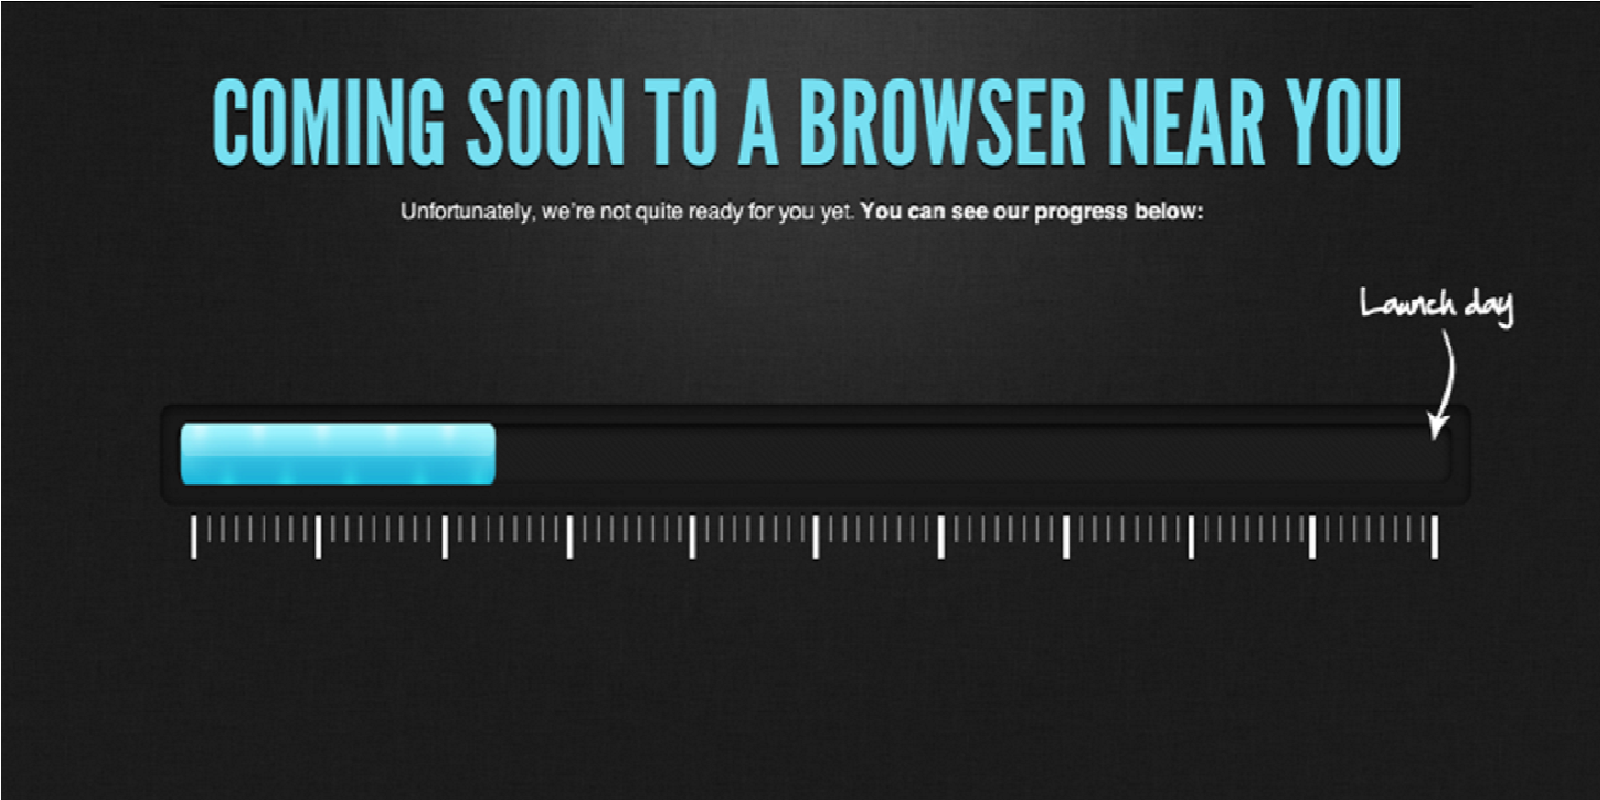 COMING SOON TO A BROWSER NEAR YOU
Unfortunately, we're not quite ready for you yet. You can see our progress below:
Launch day